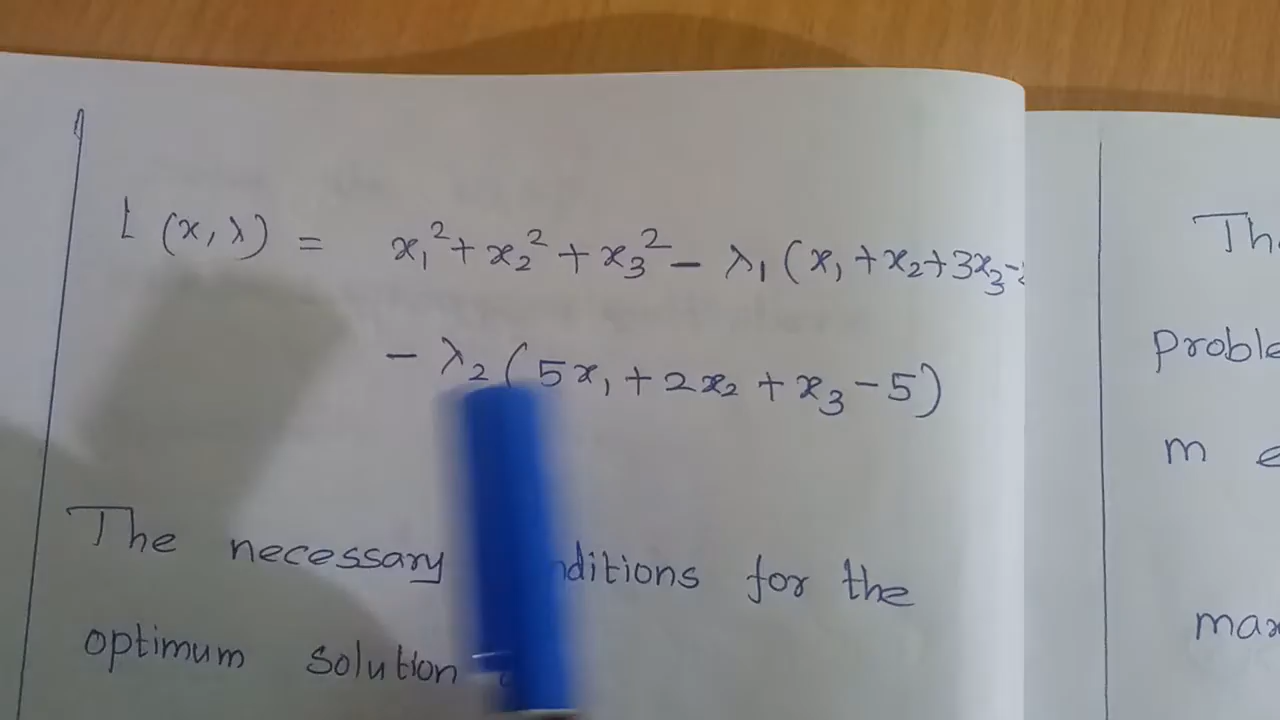 L (x, λ) = x₁² + x₂² + x₃² - λ₁ (x₁ + x₂ + 3x₃ -
- λ₂ (5x₁ + 2x₂ + x₃ - 5)
The necessary nditions for the
optimum solution
Th
proble
m e
max